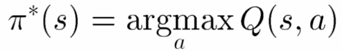 π*(s) = argmax Q(s, a)
a